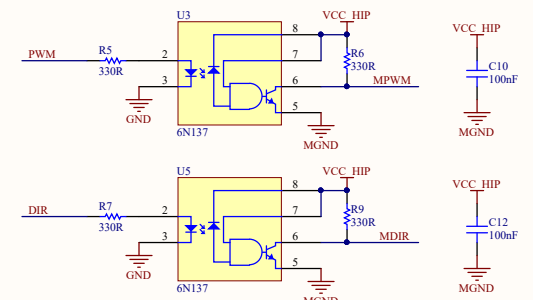 U3
VCC_HIP
8
PWM
R5
330R
2
7
R6
330R
3
6
MPWM
GND
5
6N137
MGND
VCC_HIP
C10
100nF
MGND
U5
VCC_HIP
8
DIR
R7
330R
2
7
R9
330R
3
6
MDIR
GND
5
6N137
MGND
VCC_HIP
C12
100nF
MGND